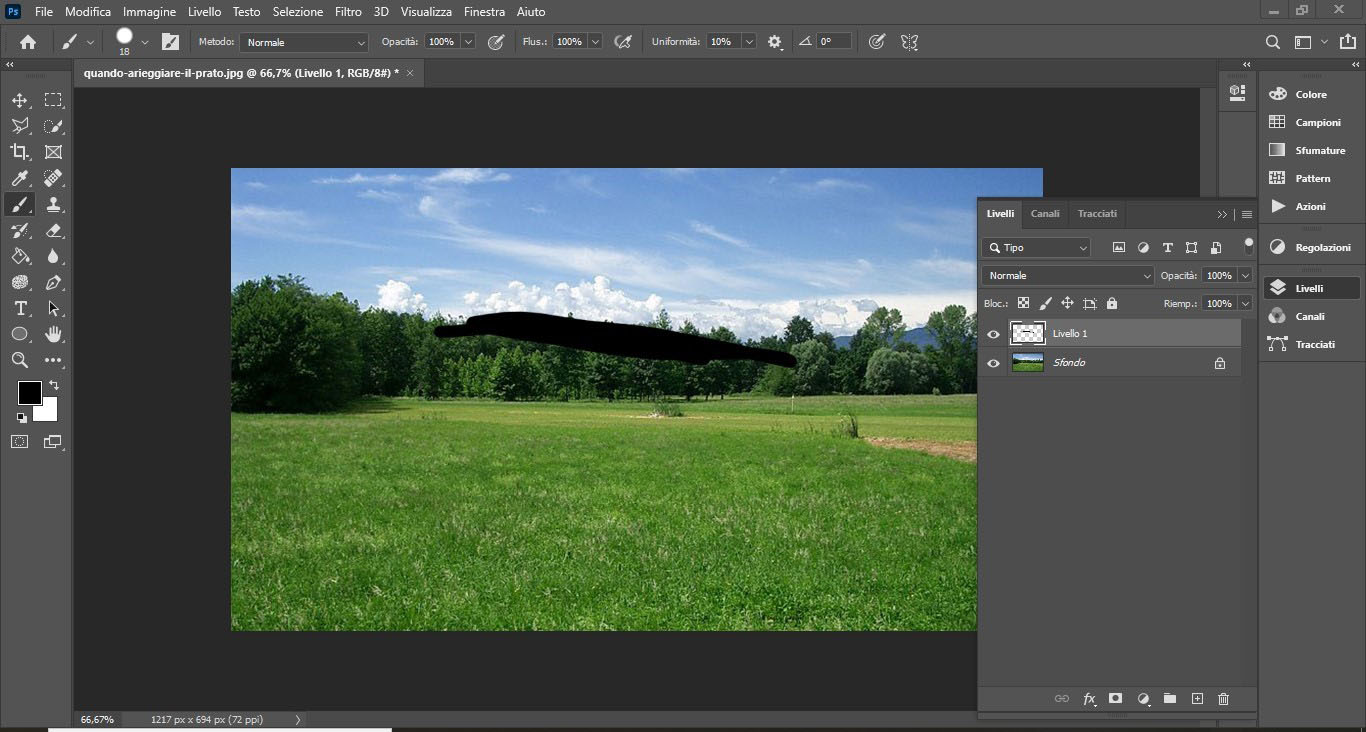 Ps File Modifica Immagine Livello Testo Selezione Filtro 3D Visualizza Finestra Aiuto
18 Metodo: Normale Opacità: 100% Flus.: 100% Uniformità: 10% 0°
quando-arieggiare-il-prato.jpg @ 66,7% (Livello 1, RGB/8#) * ×
Colore
Campioni
Sfumature
Pattern
Azioni
Regolazioni
Livelli
Canali
Tracciati
Livelli Canali Tracciati
Tipo
Normale Opacità: 100%
Bloc.: Riemp.: 100%
Livello 1
Sfondo
fx
66,67% 1217 px x 694 px (72 ppi)